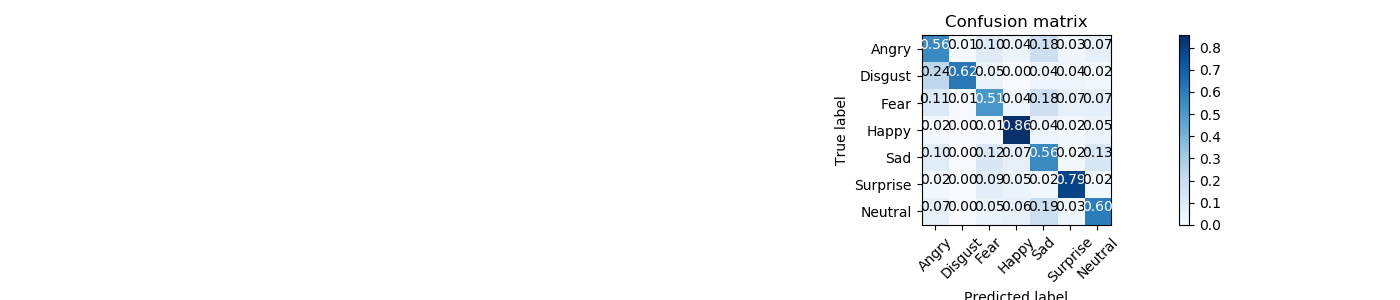 Confusion matrix
True label
Angry 0.56 0.01 0.10 0.04 0.18 0.03 0.07
Disgust 0.24 0.62 0.05 0.00 0.04 0.04 0.02
Fear 0.11 0.01 0.51 0.04 0.18 0.07 0.07
Happy 0.02 0.00 0.01 0.86 0.04 0.02 0.05
Sad 0.10 0.00 0.12 0.07 0.56 0.02 0.13
Surprise 0.02 0.00 0.09 0.05 0.02 0.79 0.02
Neutral 0.07 0.00 0.05 0.06 0.19 0.03 0.60
Angry Disgust Fear Happy Sad Surprise Neutral
Predicted label
0.8
0.7
0.6
0.5
0.4
0.3
0.2
0.1
0.0